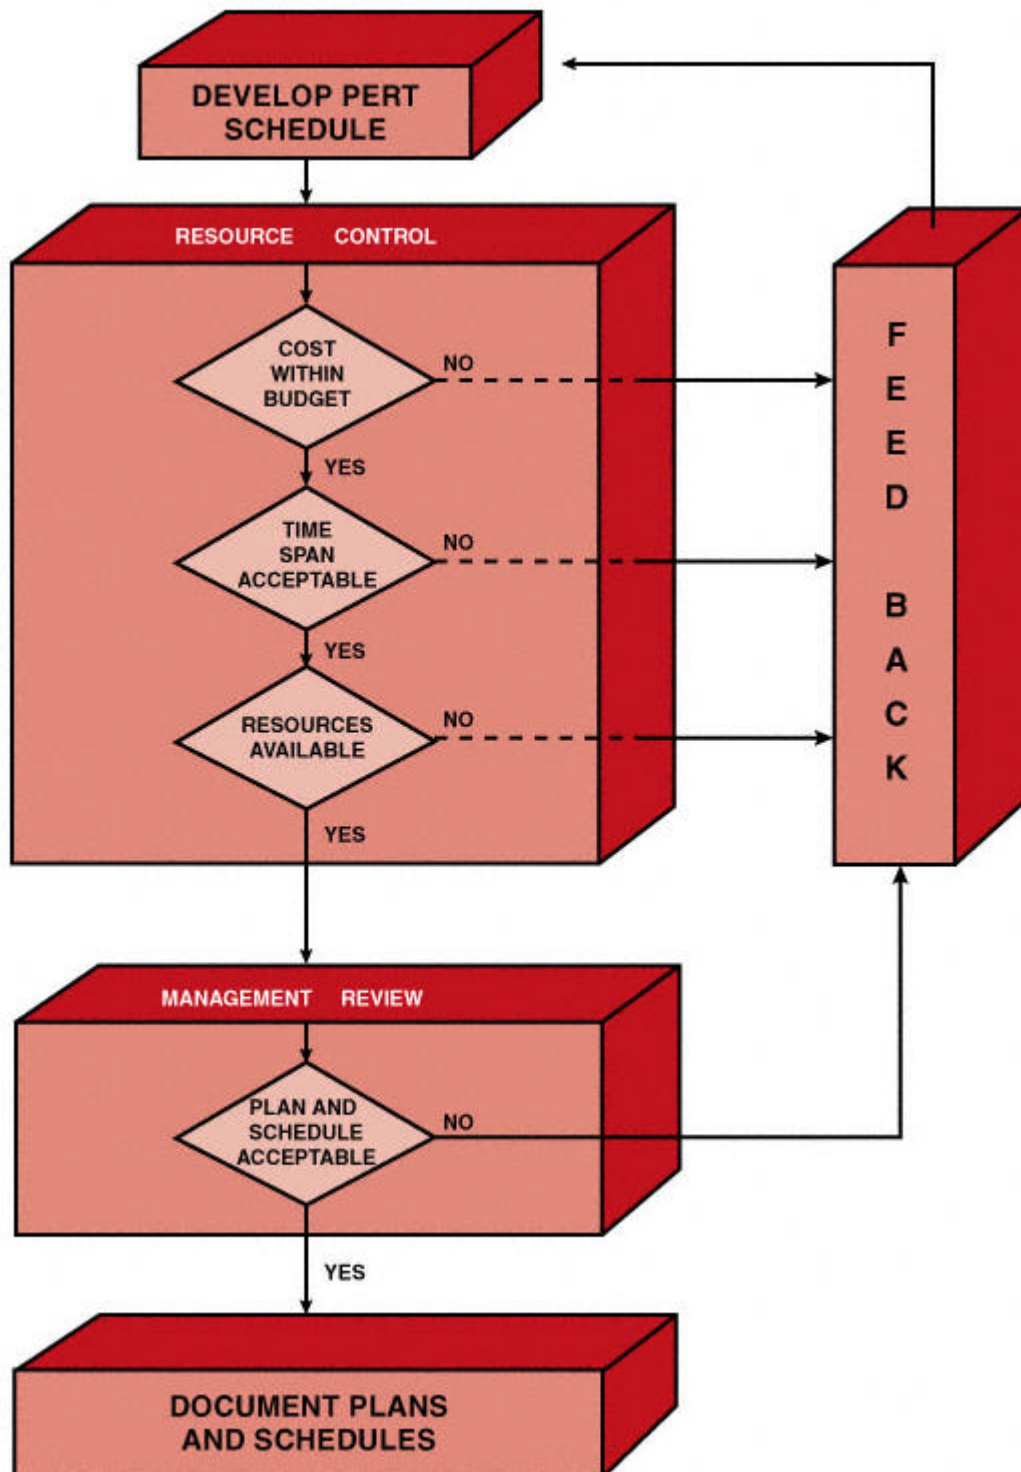 DEVELOP PERT
SCHEDULE
RESOURCE CONTROL
COST
WITHIN
BUDGET
NO
YES
TIME
SPAN
ACCEPTABLE
NO
YES
RESOURCES
AVAILABLE
NO
YES
F
E
E
D
B
A
C
K
MANAGEMENT REVIEW
PLAN AND
SCHEDULE
ACCEPTABLE
NO
YES
DOCUMENT PLANS
AND SCHEDULES